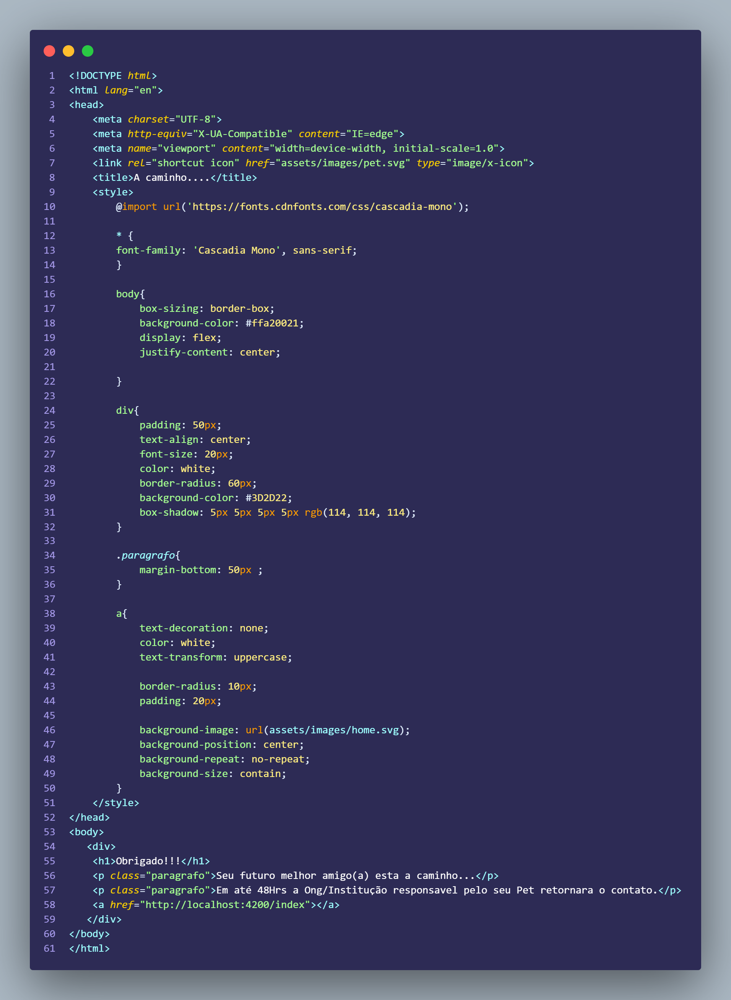 1 <!DOCTYPE html>
2 <html lang="en">
3 <head>
4     <meta charset="UTF-8">
5     <meta http-equiv="X-UA-Compatible" content="IE=edge">
6     <meta name="viewport" content="width=device-width, initial-scale=1.0">
7     <link rel="shortcut icon" href="assets/images/pet.svg" type="image/x-icon">
8     <title>A caminho....</title>
9     <style>
10         @import url('https://fonts.cdnfonts.com/css/cascadia-mono');
11
12         * {
13         font-family: 'Cascadia Mono', sans-serif;
14         }
15
16         body{
17             box-sizing: border-box;
18             background-color: #ffa20021;
19             display: flex;
20             justify-content: center;
21
22         }
23
24         div{
25             padding: 50px;
26             text-align: center;
27             font-size: 20px;
28             color: white;
29             border-radius: 60px;
30             background-color: #3D2D22;
31             box-shadow: 5px 5px 5px 5px rgb(114, 114, 114);
32         }
33
34         .paragrafo{
35             margin-bottom: 50px ;
36         }
37
38         a{
39             text-decoration: none;
40             color: white;
41             text-transform: uppercase;
42
43             border-radius: 10px;
44             padding: 20px;
45
46             background-image: url(assets/images/home.svg);
47             background-position: center;
48             background-repeat: no-repeat;
49             background-size: contain;
50         }
51     </style>
52 </head>
53 <body>
54    <div>
55     <h1>Obrigado!!!</h1>
56     <p class="paragrafo">Seu futuro melhor amigo(a) esta a caminho...</p>
57     <p class="paragrafo">Em até 48Hrs a Ong/Institução responsavel pelo seu Pet retornara o contato.</p>
58     <a href="http://localhost:4200/index"></a>
59    </div>
60 </body>
61 </html>